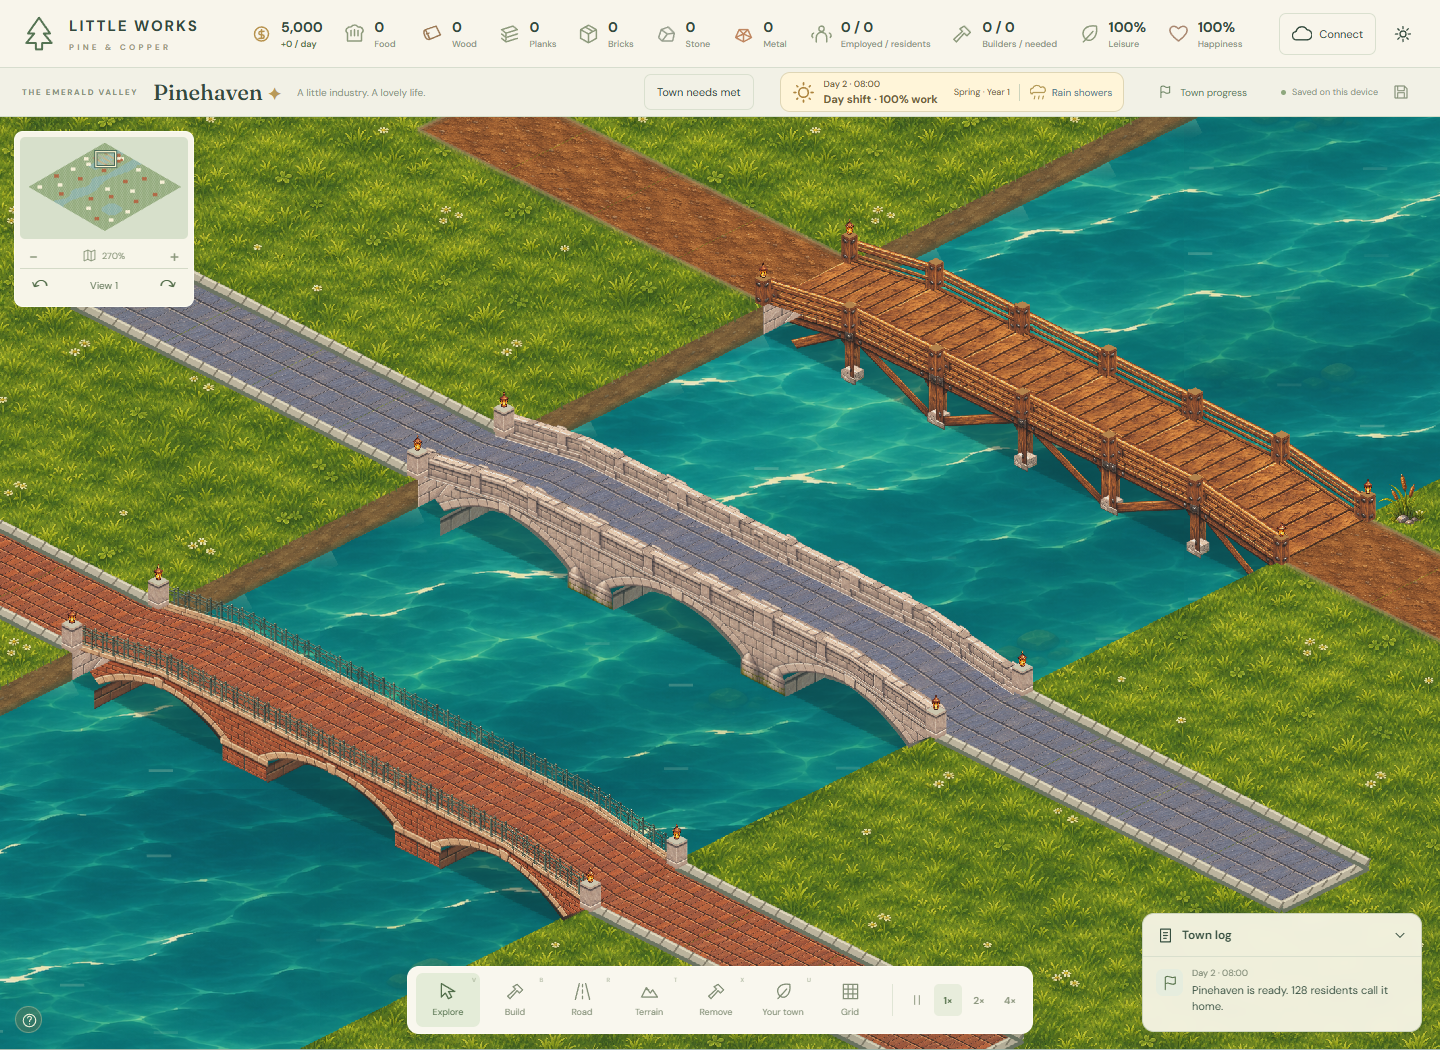 LITTLE WORKS
PINE & COPPER
5,000
+0 / day
0
Food
0
Wood
0
Planks
0
Bricks
0
Stone
0
Metal
0 / 0
Employed / residents
0 / 0
Builders / needed
100%
Leisure
100%
Happiness
Connect
THE EMERALD VALLEY
Pinehaven
A little industry. A lovely life.
Town needs met
Day 2 · 08:00
Day shift · 100% work
Spring · Year 1
Rain showers
Town progress
Saved on this device
− 270% +
View 1
Town log
Day 2 · 08:00
Pinehaven is ready. 128 residents call it
home.
V
Explore
B
Build
R
Road
T
Terrain
X
Remove
U
Your town
Grid
1×
2×
4×